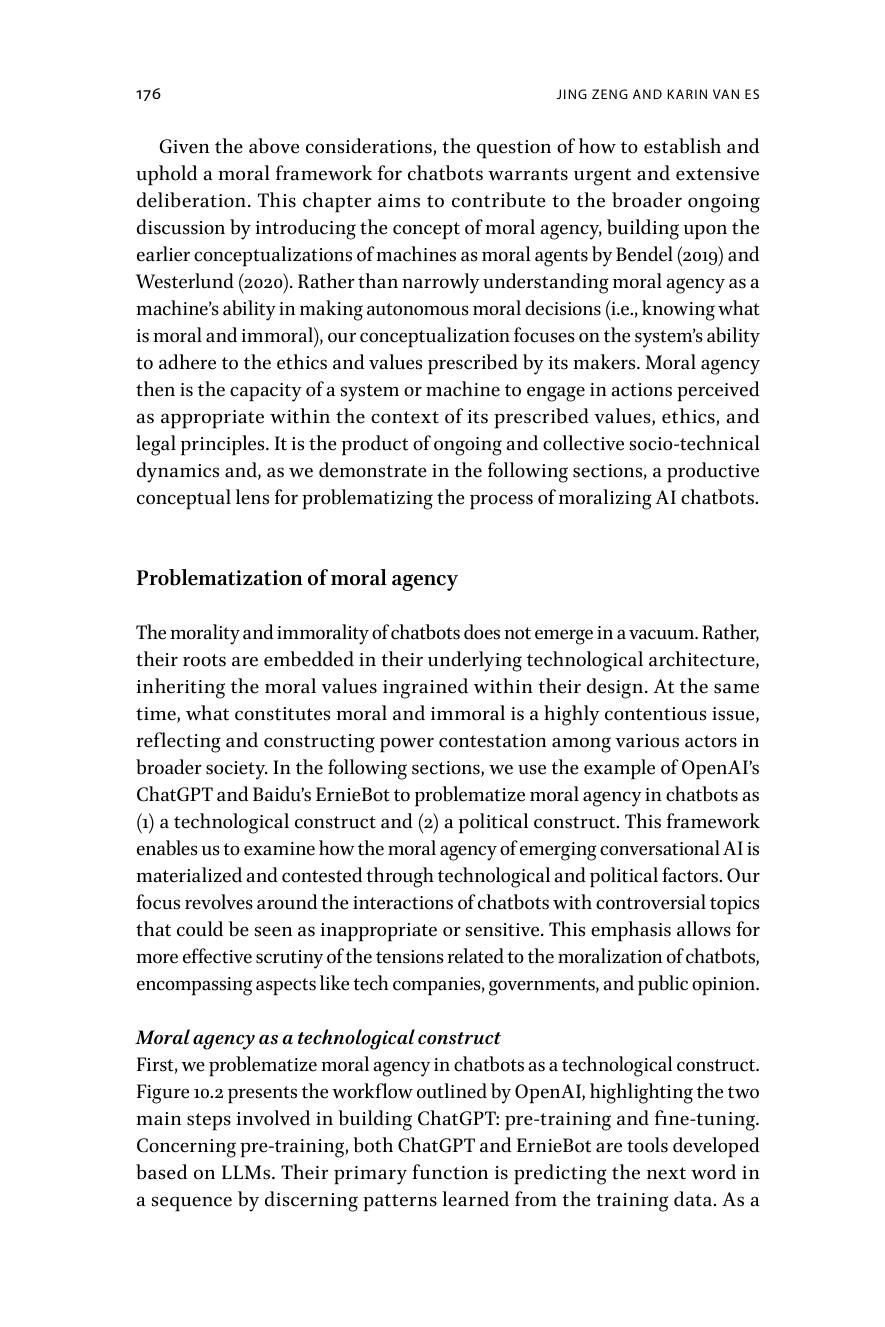 176
JING ZENG AND KARIN VAN ES
Given the above considerations, the question of how to establish and
uphold a moral framework for chatbots warrants urgent and extensive
deliberation. This chapter aims to contribute to the broader ongoing
discussion by introducing the concept of moral agency, building upon the
earlier conceptualizations of machines as moral agents by Bendel (2019) and
Westerlund (2020). Rather than narrowly understanding moral agency as a
machine’s ability in making autonomous moral decisions (i.e., knowing what
is moral and immoral), our conceptualization focuses on the system’s ability
to adhere to the ethics and values prescribed by its makers. Moral agency
then is the capacity of a system or machine to engage in actions perceived
as appropriate within the context of its prescribed values, ethics, and
legal principles. It is the product of ongoing and collective socio-technical
dynamics and, as we demonstrate in the following sections, a productive
conceptual lens for problematizing the process of moralizing AI chatbots.
Problematization of moral agency
The morality and immorality of chatbots does not emerge in a vacuum. Rather,
their roots are embedded in their underlying technological architecture,
inheriting the moral values ingrained within their design. At the same
time, what constitutes moral and immoral is a highly contentious issue,
reflecting and constructing power contestation among various actors in
broader society. In the following sections, we use the example of OpenAI’s
ChatGPT and Baidu’s ErnieBot to problematize moral agency in chatbots as
(1) a technological construct and (2) a political construct. This framework
enables us to examine how the moral agency of emerging conversational AI is
materialized and contested through technological and political factors. Our
focus revolves around the interactions of chatbots with controversial topics
that could be seen as inappropriate or sensitive. This emphasis allows for
more effective scrutiny of the tensions related to the moralization of chatbots,
encompassing aspects like tech companies, governments, and public opinion.
Moral agency as a technological construct
First, we problematize moral agency in chatbots as a technological construct.
Figure 10.2 presents the workflow outlined by OpenAI, highlighting the two
main steps involved in building ChatGPT: pre-training and fine-tuning.
Concerning pre-training, both ChatGPT and ErnieBot are tools developed
based on LLMs. Their primary function is predicting the next word in
a sequence by discerning patterns learned from the training data. As a